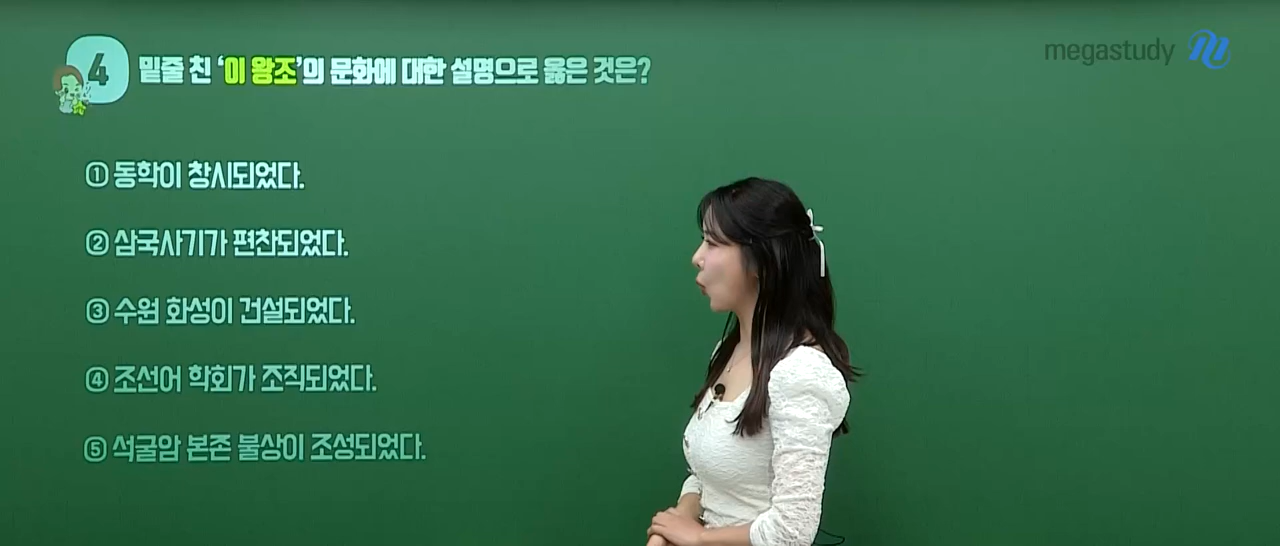 megastudy
4 밑줄 친 ‘이 왕조’의 문화에 대한 설명으로 옳은 것은?
① 동학이 창시되었다.
② 삼국사기가 편찬되었다.
③ 수원 화성이 건설되었다.
④ 조선어 학회가 조직되었다.
⑤ 석굴암 본존 불상이 조성되었다.